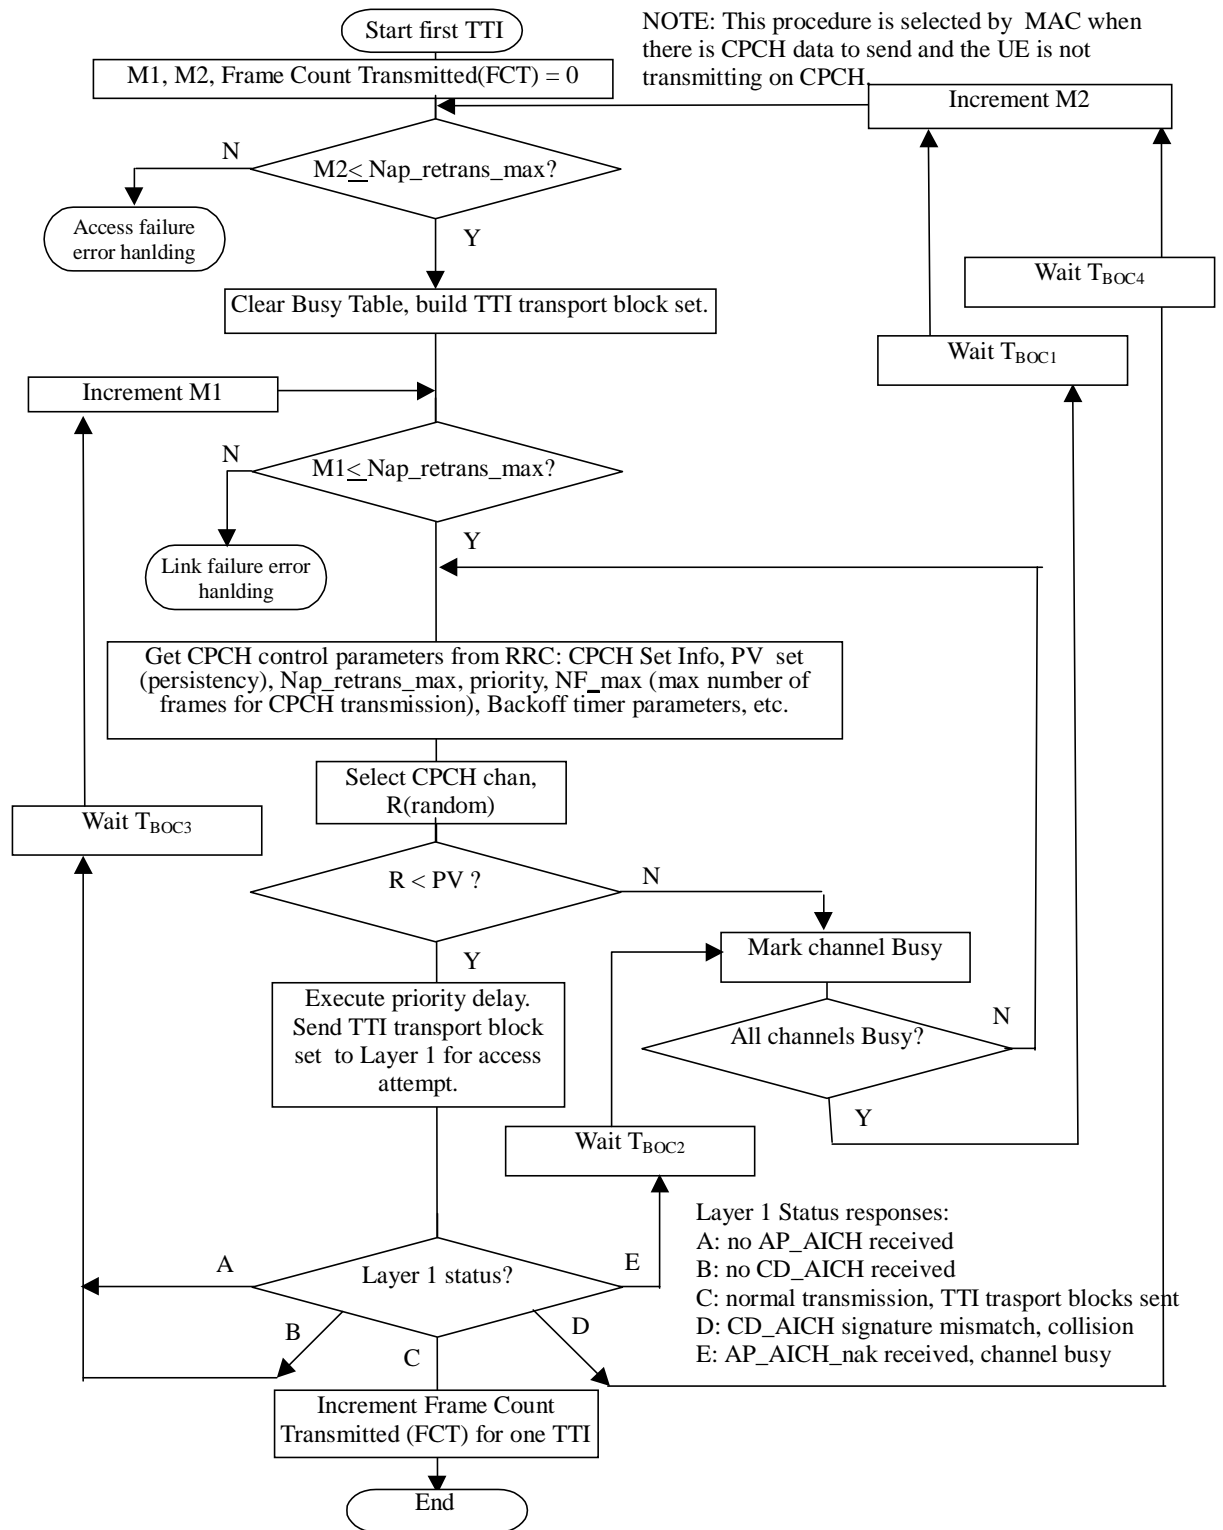 Start first TTI
NOTE: This procedure is selected by MAC when
there is CPCH data to send and the UE is not
transmitting on CPCH.
M1, M2, Frame Count Transmitted(FCT) = 0
Increment M2
N
M2≤ Nap_retrans_max?
Access failure
error hanlding
Y
Wait TBOC4
Clear Busy Table, build TTI transport block set.
Wait TBOC1
Increment M1
N
M1≤ Nap_retrans_max?
Y
Link failure error
hanlding
Get CPCH control parameters from RRC: CPCH Set Info, PV set
(persistency), Nap_retrans_max, priority, NF_max (max number of
frames for CPCH transmission), Backoff timer parameters, etc.
Select CPCH chan,
R(random)
Wait TBOC3
R < PV ?
N
Mark channel Busy
Y
Execute priority delay.
Send TTI transport block
set to Layer 1 for access
attempt.
N
All channels Busy?
Y
Wait TBOC2
Layer 1 Status responses:
A: no AP_AICH received
B: no CD_AICH received
C: normal transmission, TTI trasport blocks sent
D: CD_AICH signature mismatch, collision
E: AP_AICH_nak received, channel busy
A
Layer 1 status?
E
B
C
D
Increment Frame Count
Transmitted (FCT) for one TTI
End